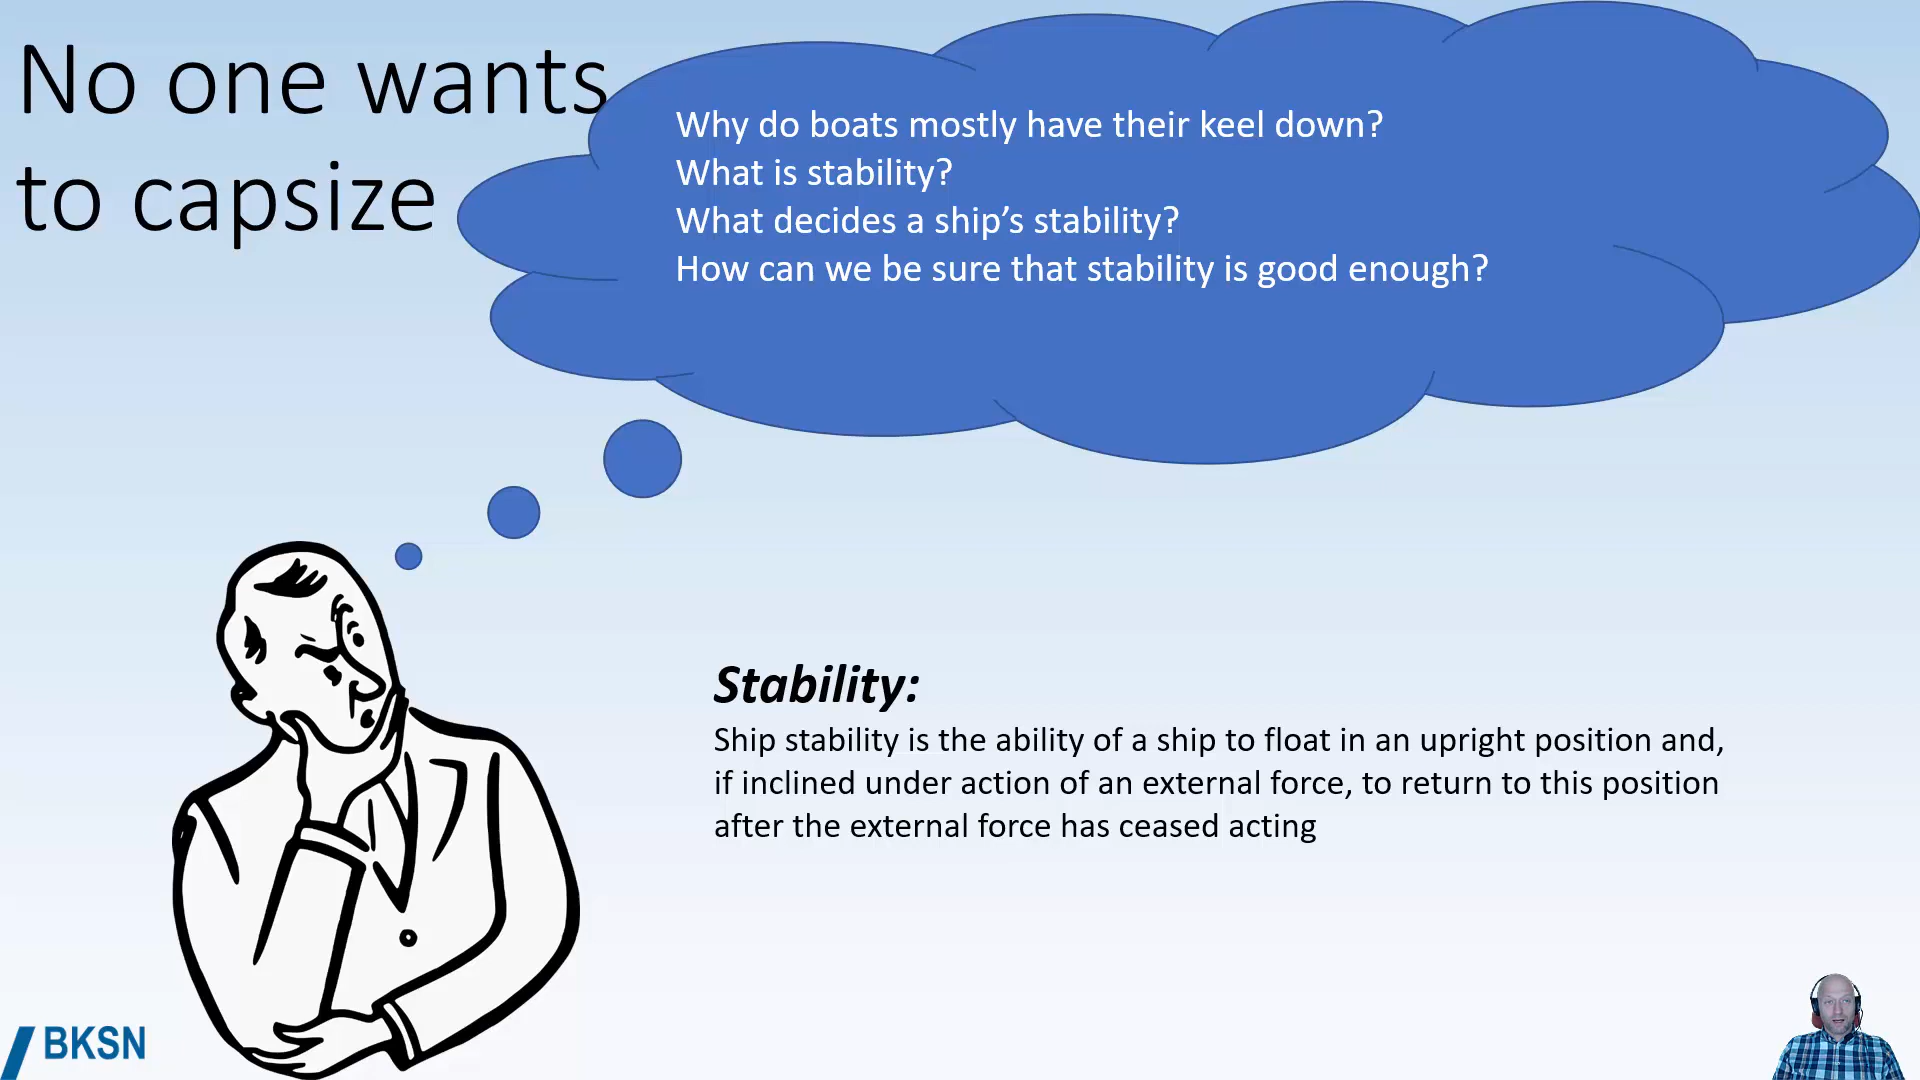 No one wants
to capsize
Why do boats mostly have their keel down?
What is stability?
What decides a ship’s stability?
How can we be sure that stability is good enough?
Stability:
Ship stability is the ability of a ship to float in an upright position and,
if inclined under action of an external force, to return to this position
after the external force has ceased acting
BKSN